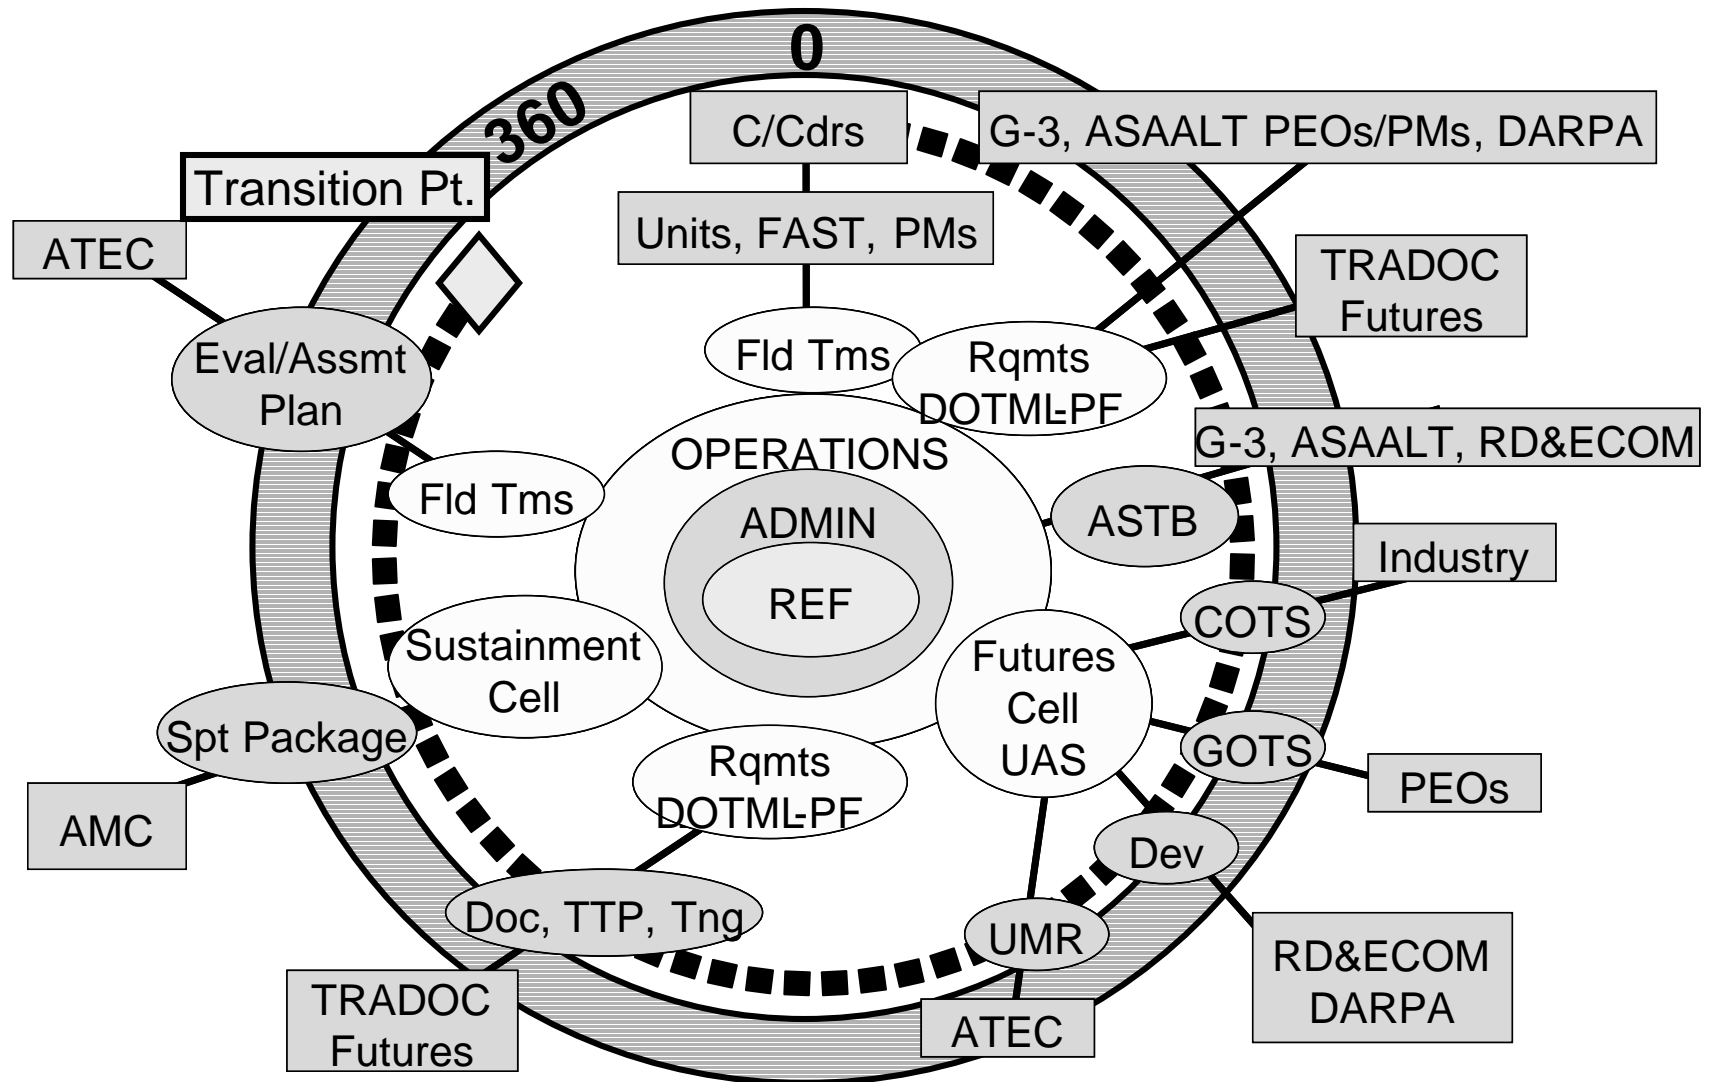 0
360
C/Cdrs
G-3, ASAALT PEOs/PMs, DARPA
Transition Pt.
Units, FAST, PMs
ATEC
TRADOC
Futures
Eval/Assmt
Plan
Fld Tms
Rqmts
DOTML-PF
OPERATIONS
G-3, ASAALT, RD&ECOM
Fld Tms
ADMIN
ASTB
REF
Industry
COTS
Sustainment
Cell
Futures
Cell
UAS
Spt Package
GOTS
Rqmts
DOTML-PF
PEOs
AMC
Dev
Doc, TTP, Tng
UMR
RD&ECOM
DARPA
TRADOC
Futures
ATEC